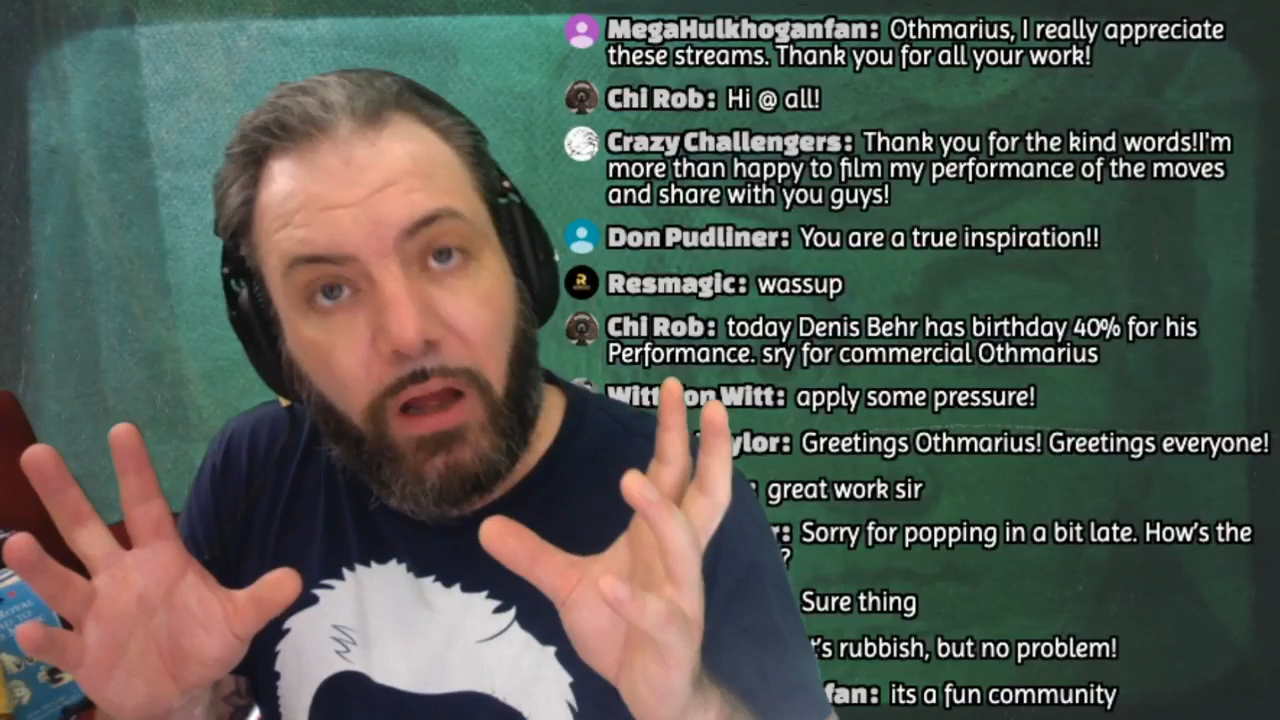 MegaHulkhoganfan: Othmarius, I really appreciate
these streams. Thank you for all your work!
Chi Rob: Hi @ all!
Crazy Challengers: Thank you for the kind words!I'm
more than happy to film my performance of the moves
and share with you guys!
Don Pudliner: You are a true inspiration!!
Resmagic: wassup
Chi Rob: today Denis Behr has birthday 40% for his
Performance. sry for commercial Othmarius
Witt: apply some pressure!
ylor: Greetings Othmarius! Greetings everyone!
great work sir
r: Sorry for popping in a bit late. How's the
?
Sure thing
t's rubbish, but no problem!
fan: its a fun community